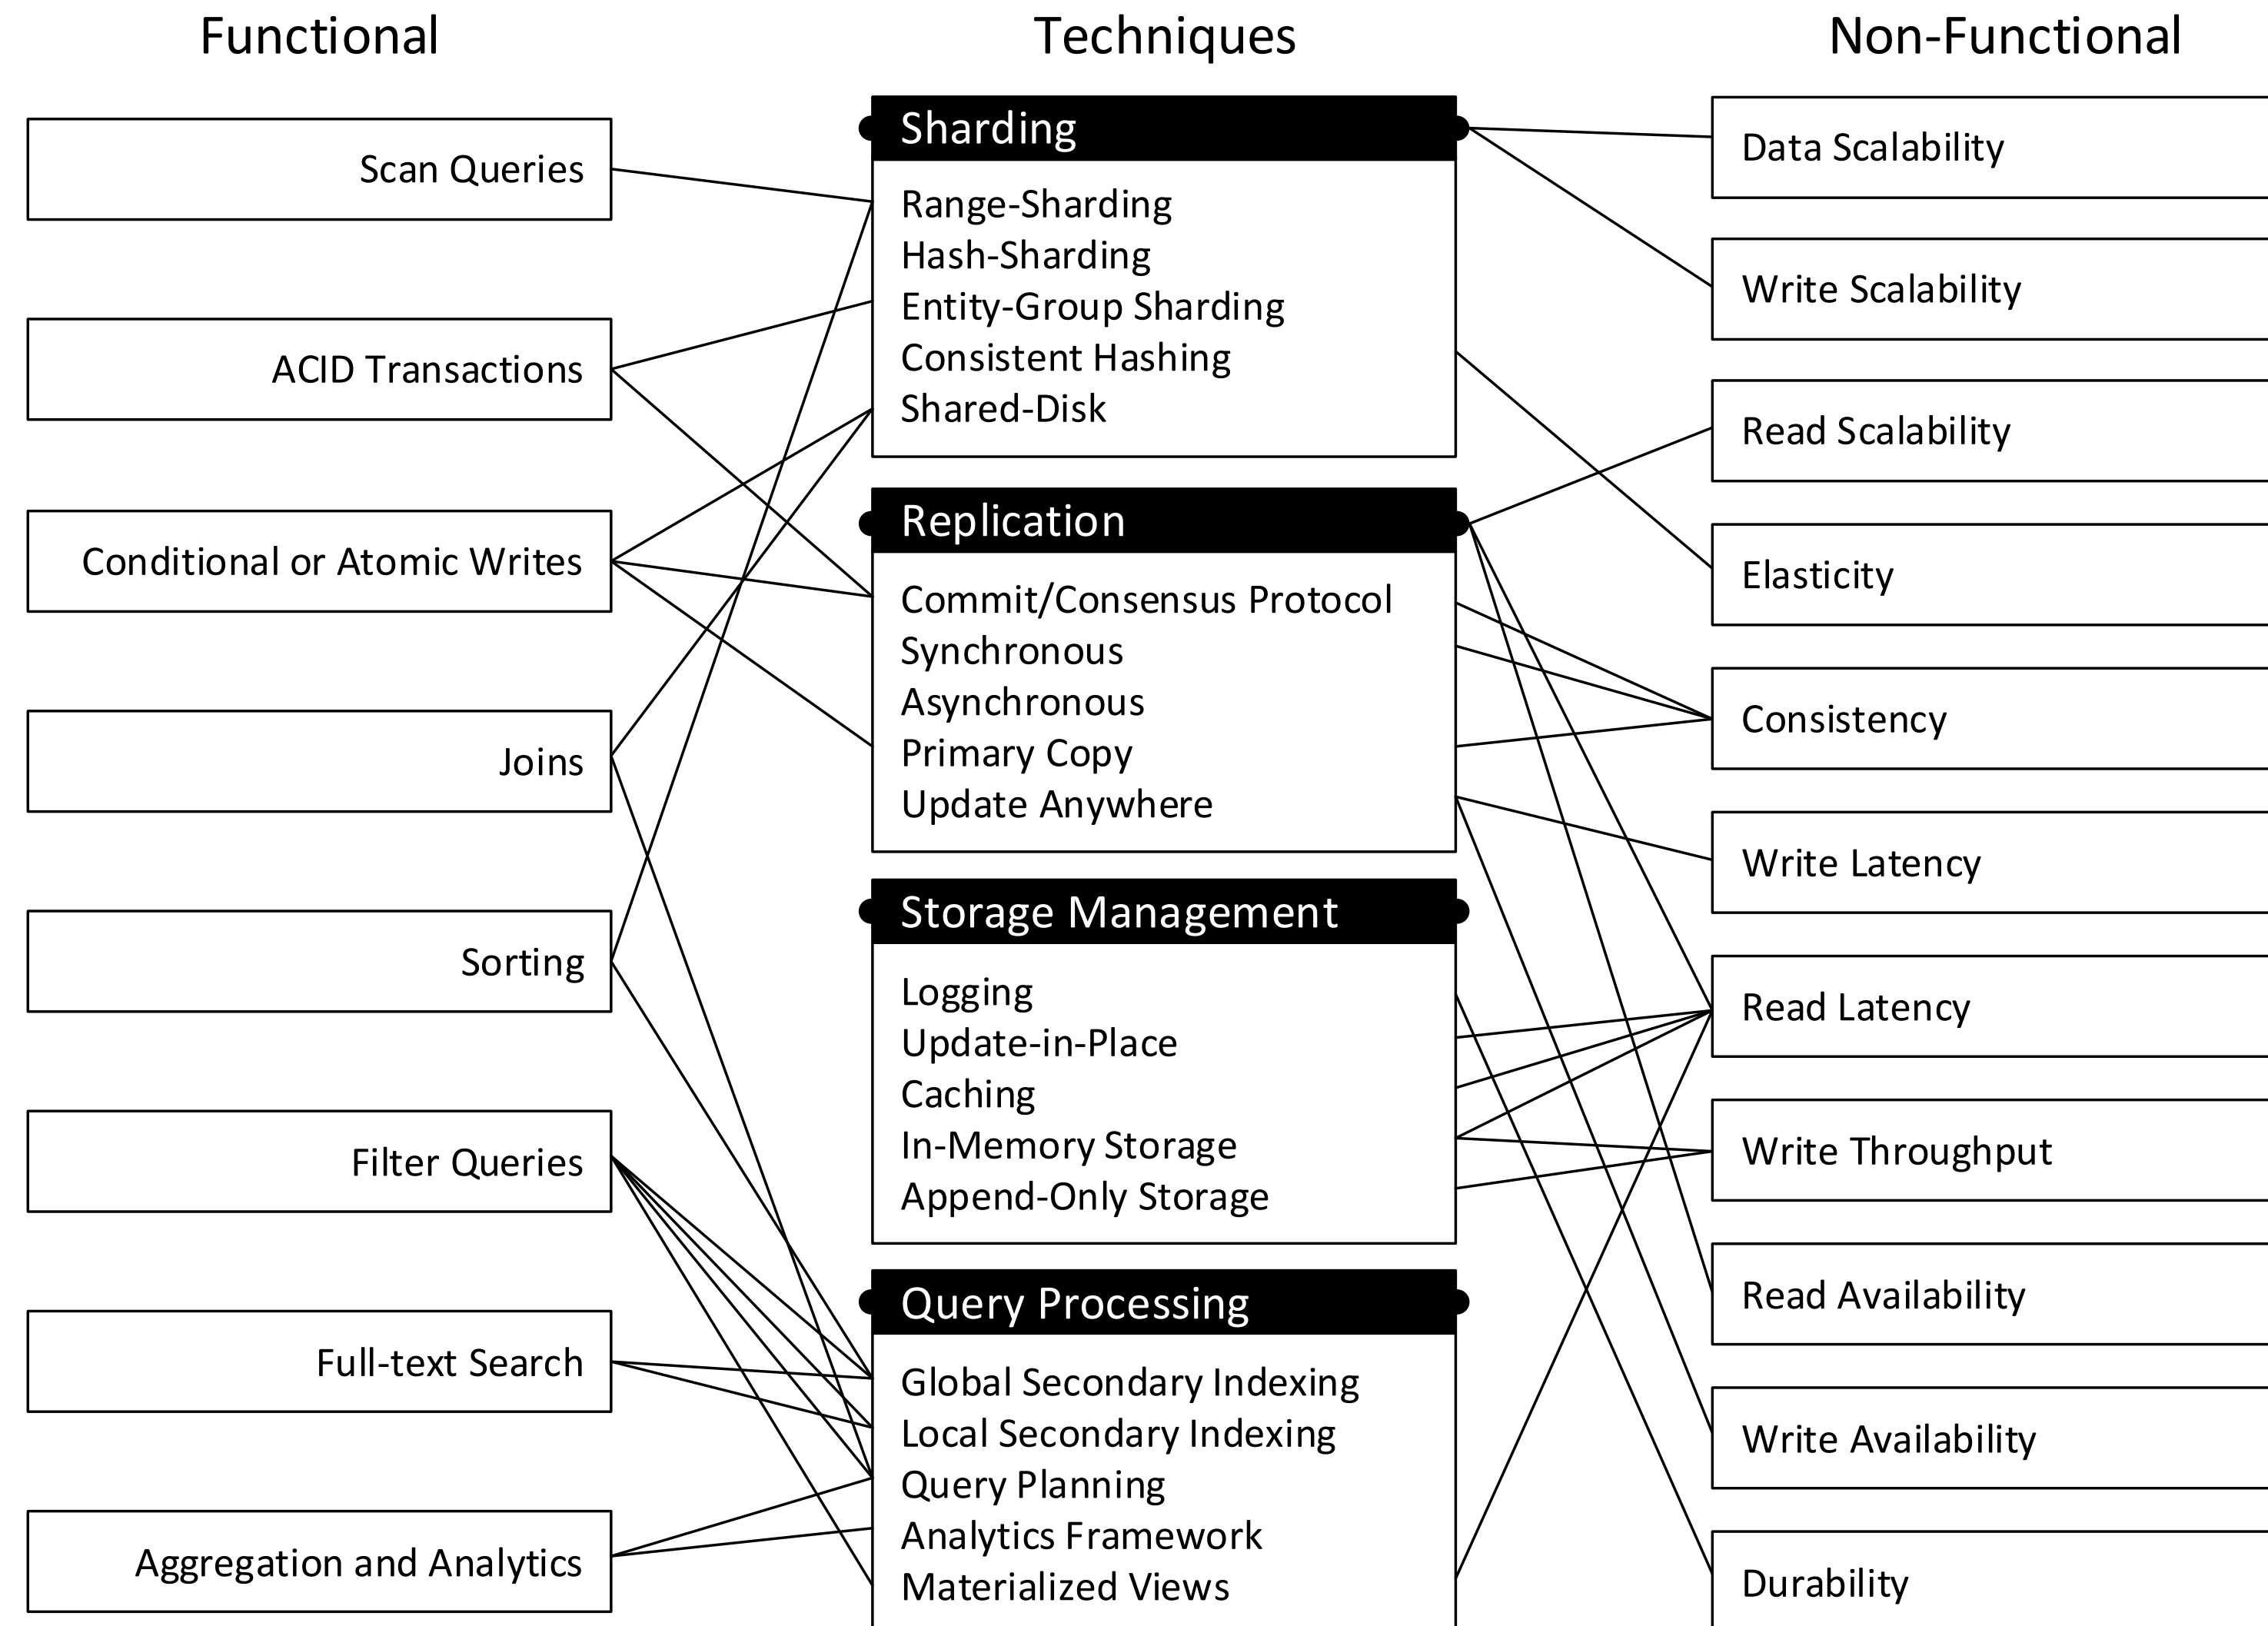 Functional
Techniques
Non-Functional
Scan Queries
ACID Transactions
Conditional or Atomic Writes
Joins
Sorting
Filter Queries
Full-text Search
Aggregation and Analytics
Sharding
Range-Sharding
Hash-Sharding
Entity-Group Sharding
Consistent Hashing
Shared-Disk
Replication
Commit/Consensus Protocol
Synchronous
Asynchronous
Primary Copy
Update Anywhere
Storage Management
Logging
Update-in-Place
Caching
In-Memory Storage
Append-Only Storage
Query Processing
Global Secondary Indexing
Local Secondary Indexing
Query Planning
Analytics Framework
Materialized Views
Data Scalability
Write Scalability
Read Scalability
Elasticity
Consistency
Write Latency
Read Latency
Write Throughput
Read Availability
Write Availability
Durability